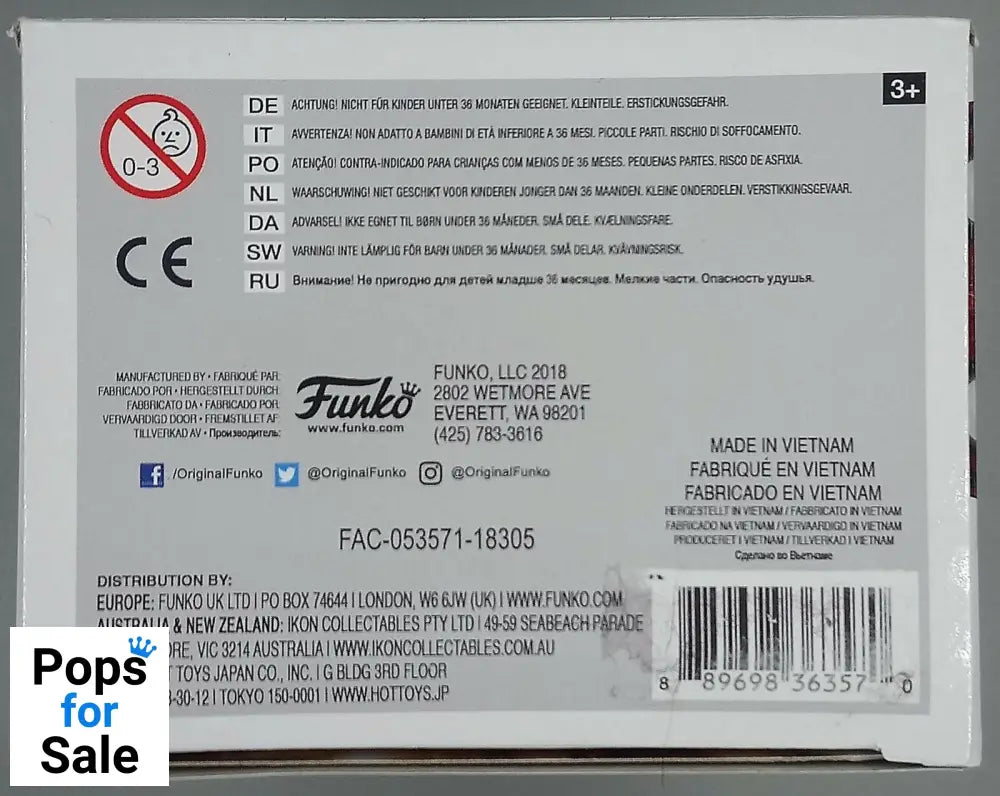 3+
0-3
DE ACHTUNG! NICHT FÜR KINDER UNTER 36 MONATEN GEEIGNET. KLEINTEILE. ERSTICKUNGSGEFAHR.
IT AVVERTENZA! NON ADATTO A BAMBINI DI ETÀ INFERIORE A 36 MESI. PICCOLE PARTI. RISCHIO DI SOFFOCAMENTO.
PO ATENÇÃO! CONTRA-INDICADO PARA CRIANÇAS COM MENOS DE 36 MESES. PEQUENAS PARTES. RISCO DE ASFIXIA.
NL WAARSCHUWING! NIET GESCHIKT VOOR KINDEREN JONGER DAN 36 MAANDEN. KLEINE ONDERDELEN. VERSTIKKINGSGEVAAR.
DA ADVARSEL! IKKE EGNET TIL BØRN UNDER 36 MÅNEDER. SMÅ DELE. KVÆLNINGSFARE.
SW VARNING! INTE LÄMPLIG FÖR BARN UNDER 36 MÅNADER. SMÅ DELAR. KVÄVNINGSRISK.
RU Внимание! Не пригодно для детей младше 36 месяцев. Мелкие части. Опасность удушья.
CE
MANUFACTURED BY • FABRIQUÉ PAR
FABRICADO POR • HERGESTELLT DURCH
FABBRICATO DA • FABRICADO POR
VERVAARDIGD DOOR • FREMSTILLET AF
TILLVERKAD AV • Производитель:
Funko
www.funko.com
FUNKO, LLC 2018
2802 WETMORE AVE
EVERETT, WA 98201
(425) 783-3616
/OriginalFunko @OriginalFunko @OriginalFunko
MADE IN VIETNAM
FABRIQUÉ EN VIETNAM
FABRICADO EN VIETNAM
HERGESTELLT IN VIETNAM / FABBRICATO IN VIETNAM
FABRICADO NA VIETNAM / VERVAARDIGD IN VIETNAM
PRODUCERET I VIETNAM / TILLVERKAD I VIETNAM
Сделано во Вьетнаме
FAC-053571-18305
DISTRIBUTION BY:
EUROPE: FUNKO UK LTD | PO BOX 74644 | LONDON, W6 6JW (UK) | WWW.FUNKO.COM
AUSTRALIA & NEW ZEALAND: IKON COLLECTABLES PTY LTD | 49-59 SEABEACH PARADE
ORE, VIC 3214 AUSTRALIA | WWW.IKONCOLLECTABLES.COM.AU
T TOYS JAPAN CO., INC. | G BLDG 3RD FLOOR
3-30-12 | TOKYO 150-0001 | WWW.HOTTOYS.JP
8 89698 36357 0
Pops
for
Sale